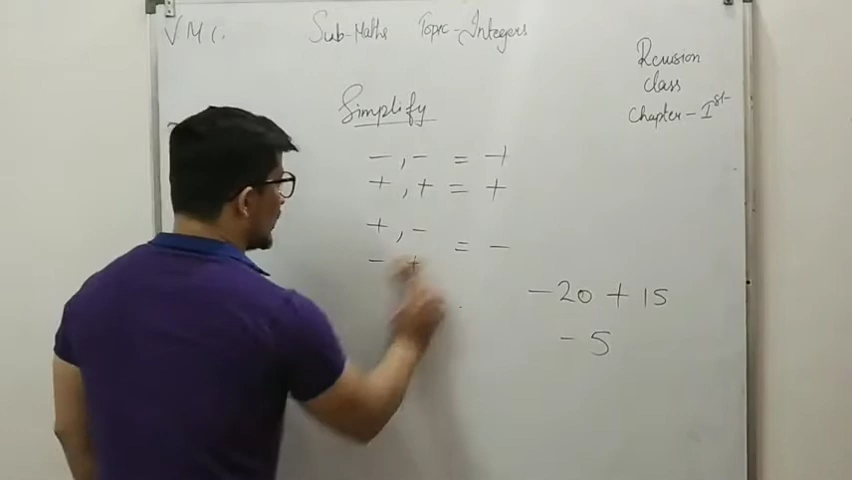 VMC. Sub-Maths Topic-Integers
Revision
class
Chapter-Ist
Simplify
-,- = +
+,+ = +
+,-
= -
- +
-20+15
-5